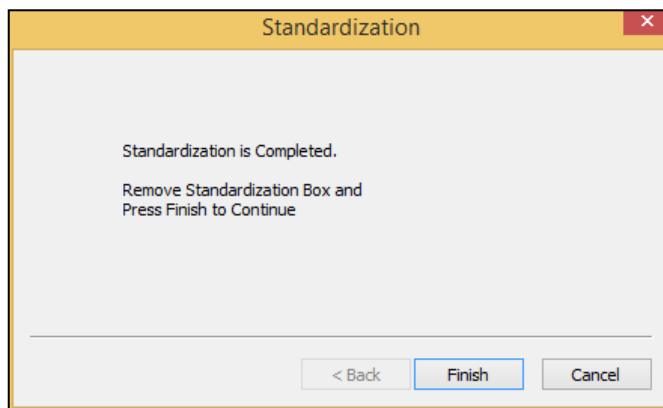 Standardization
Standardization is Completed.
Remove Standardization Box and
Press Finish to Continue
< Back
Finish
Cancel